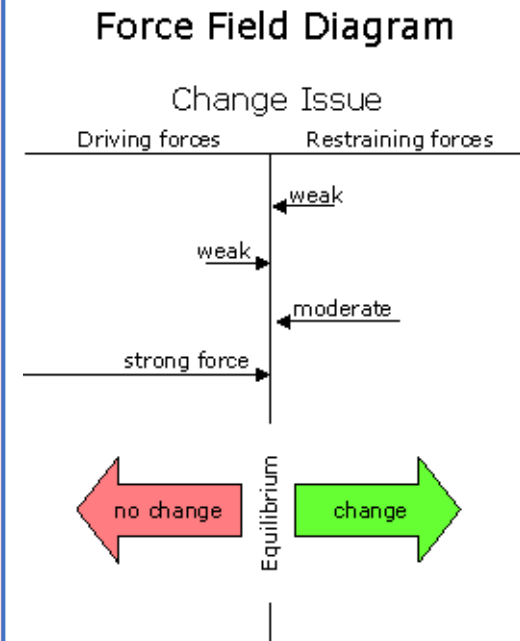 Force Field Diagram
Change Issue
Driving forces
Restraining forces
weak
weak
moderate
strong force
no change
Equilibrium
change